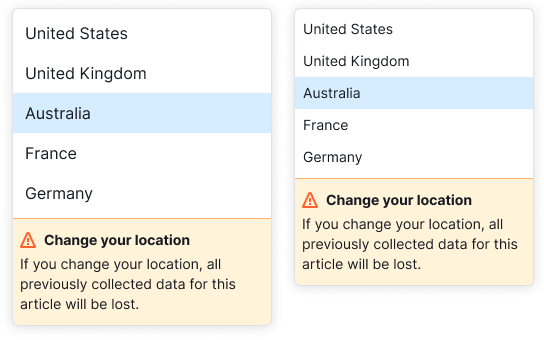 United States
United Kingdom
Australia
France
Germany
Change your location
If you change your location, all
previously collected data for this
article will be lost.
United States
United Kingdom
Australia
France
Germany
Change your location
If you change your location, all
previously collected data for this
article will be lost.